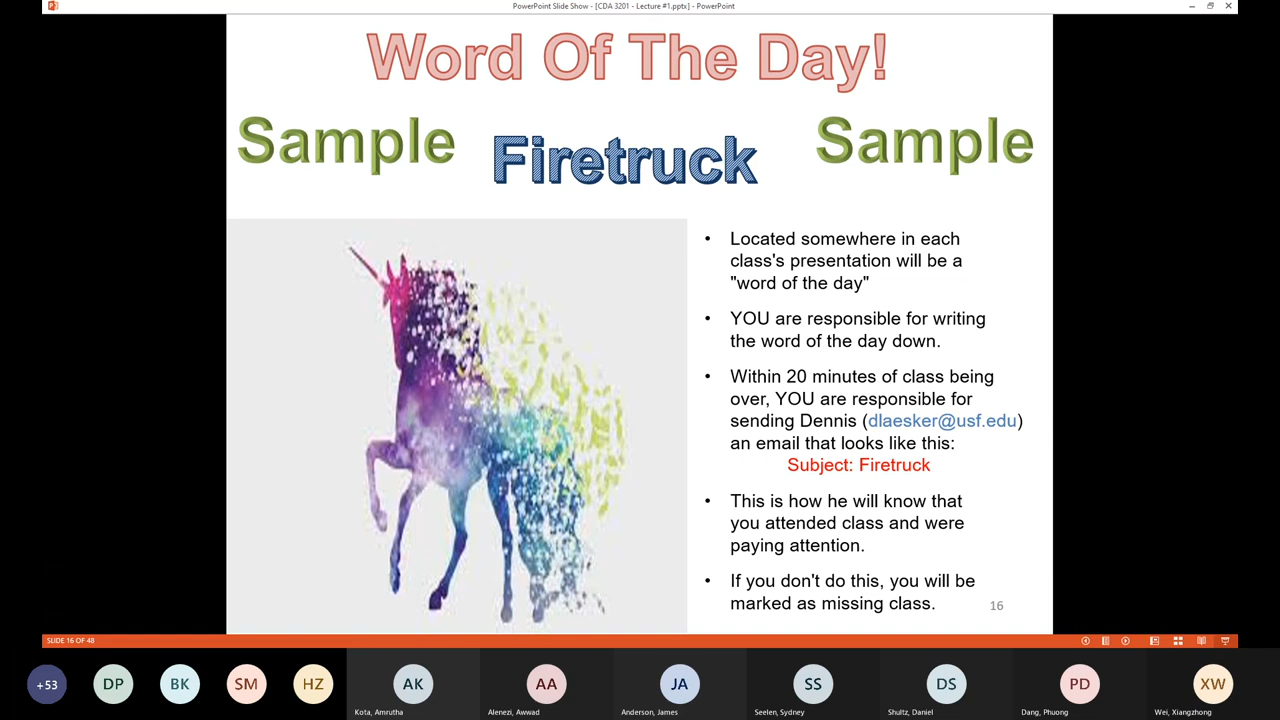 PowerPoint Slide Show - [CDA 3201 - Lecture #1.pptx] - PowerPoint
Word Of The Day!
Sample Firetruck Sample
• Located somewhere in each
class's presentation will be a
"word of the day"
• YOU are responsible for writing
the word of the day down.
• Within 20 minutes of class being
over, YOU are responsible for
sending Dennis (dlaesker@usf.edu)
an email that looks like this:
Subject: Firetruck
• This is how he will know that
you attended class and were
paying attention.
• If you don't do this, you will be
marked as missing class.
16
SLIDE 16 OF 48
+53 DP BK SM HZ AK AA JA SS DS PD XW
Kota, Amrutha Alenezi, Awwad Anderson, James Seelen, Sydney Shultz, Daniel Dang, Phuong Wei, Xiangzhong